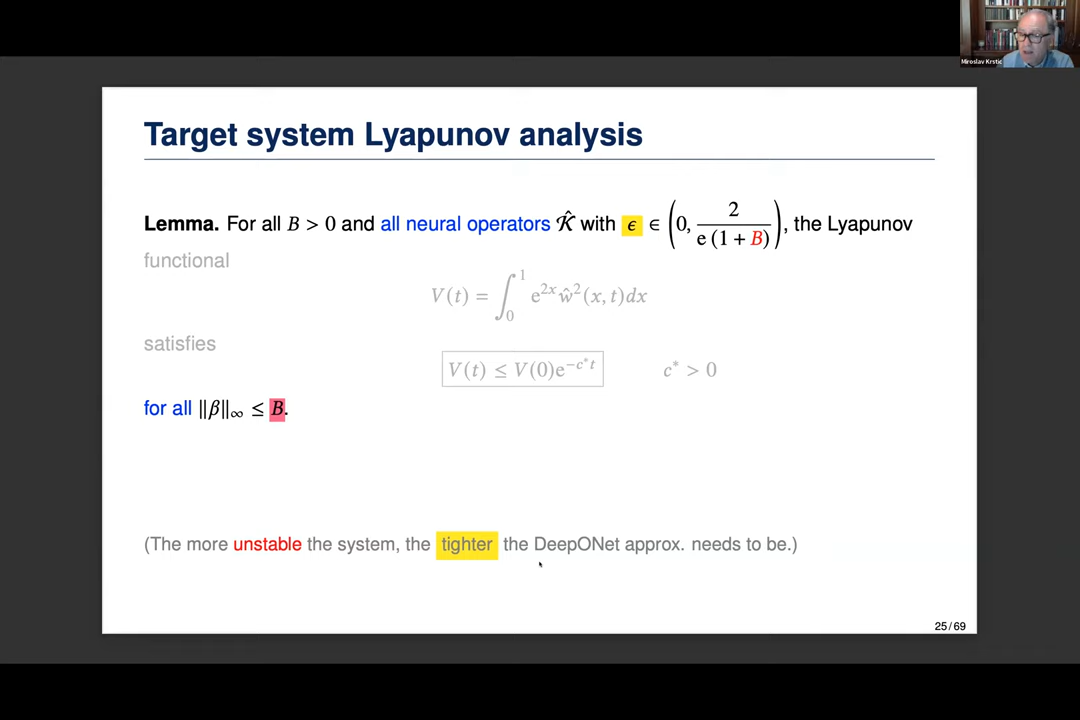 Miroslav Krstic
Target system Lyapunov analysis
Lemma. For all B > 0 and all neural operators 𝒦̂ with ϵ ∈ (0, 2 / e (1 + B)), the Lyapunov
functional
V(t) = ∫₀¹ e²ˣ ŵ²(x, t)dx
satisfies
V(t) ≤ V(0)e^{−c*t} c* > 0
for all ‖β‖∞ ≤ B.
(The more unstable the system, the tighter the DeepONet approx. needs to be.)
25 / 69